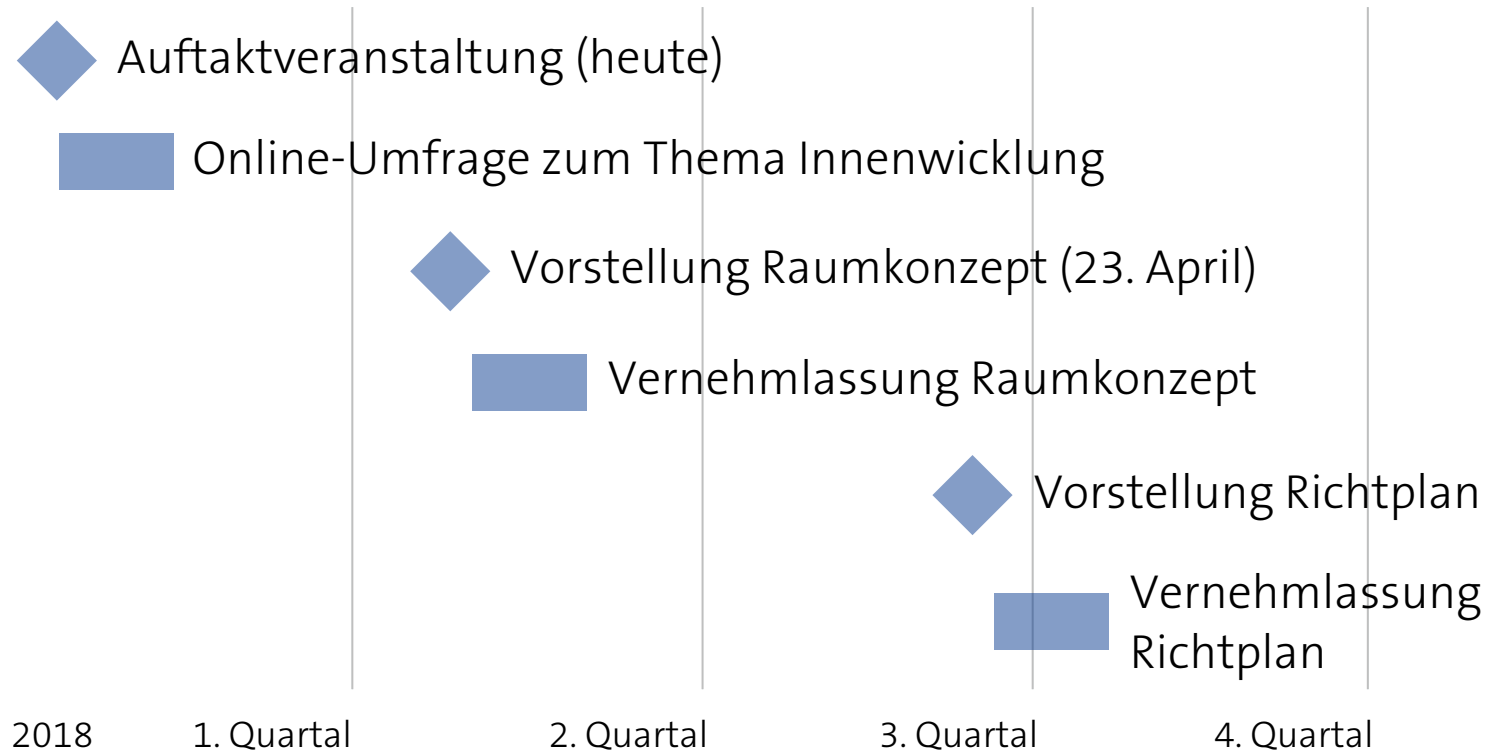 Auftaktveranstaltung (heute)
Online-Umfrage zum Thema Innenwicklung
Vorstellung Raumkonzept (23. April)
Vernehmlassung Raumkonzept
Vorstellung Richtplan
Vernehmlassung
Richtplan
2018 1. Quartal 2. Quartal 3. Quartal 4. Quartal